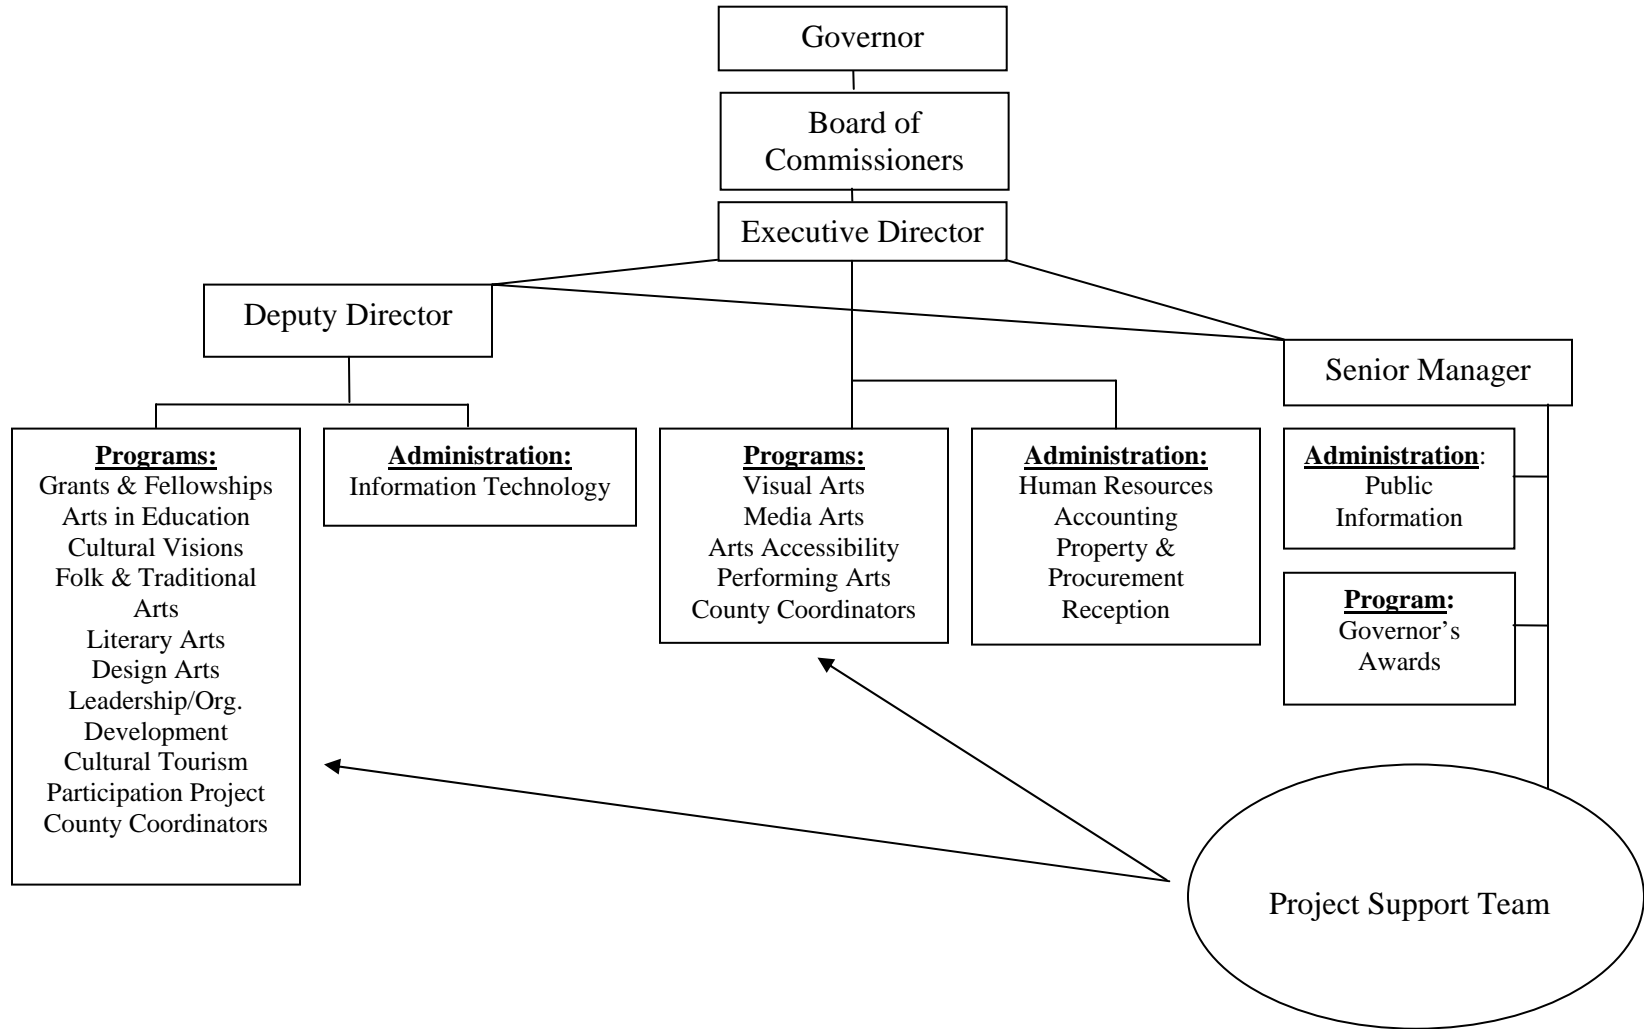 Governor
Board of
Commissioners
Executive Director
Deputy Director
Senior Manager
Programs:
Grants & Fellowships
Arts in Education
Cultural Visions
Folk & Traditional
Arts
Literary Arts
Design Arts
Leadership/Org.
Development
Cultural Tourism
Participation Project
County Coordinators
Administration:
Information Technology
Programs:
Visual Arts
Media Arts
Arts Accessibility
Performing Arts
County Coordinators
Administration:
Human Resources
Accounting
Property &
Procurement
Reception
Administration:
Public
Information
Program:
Governor’s
Awards
Project Support Team